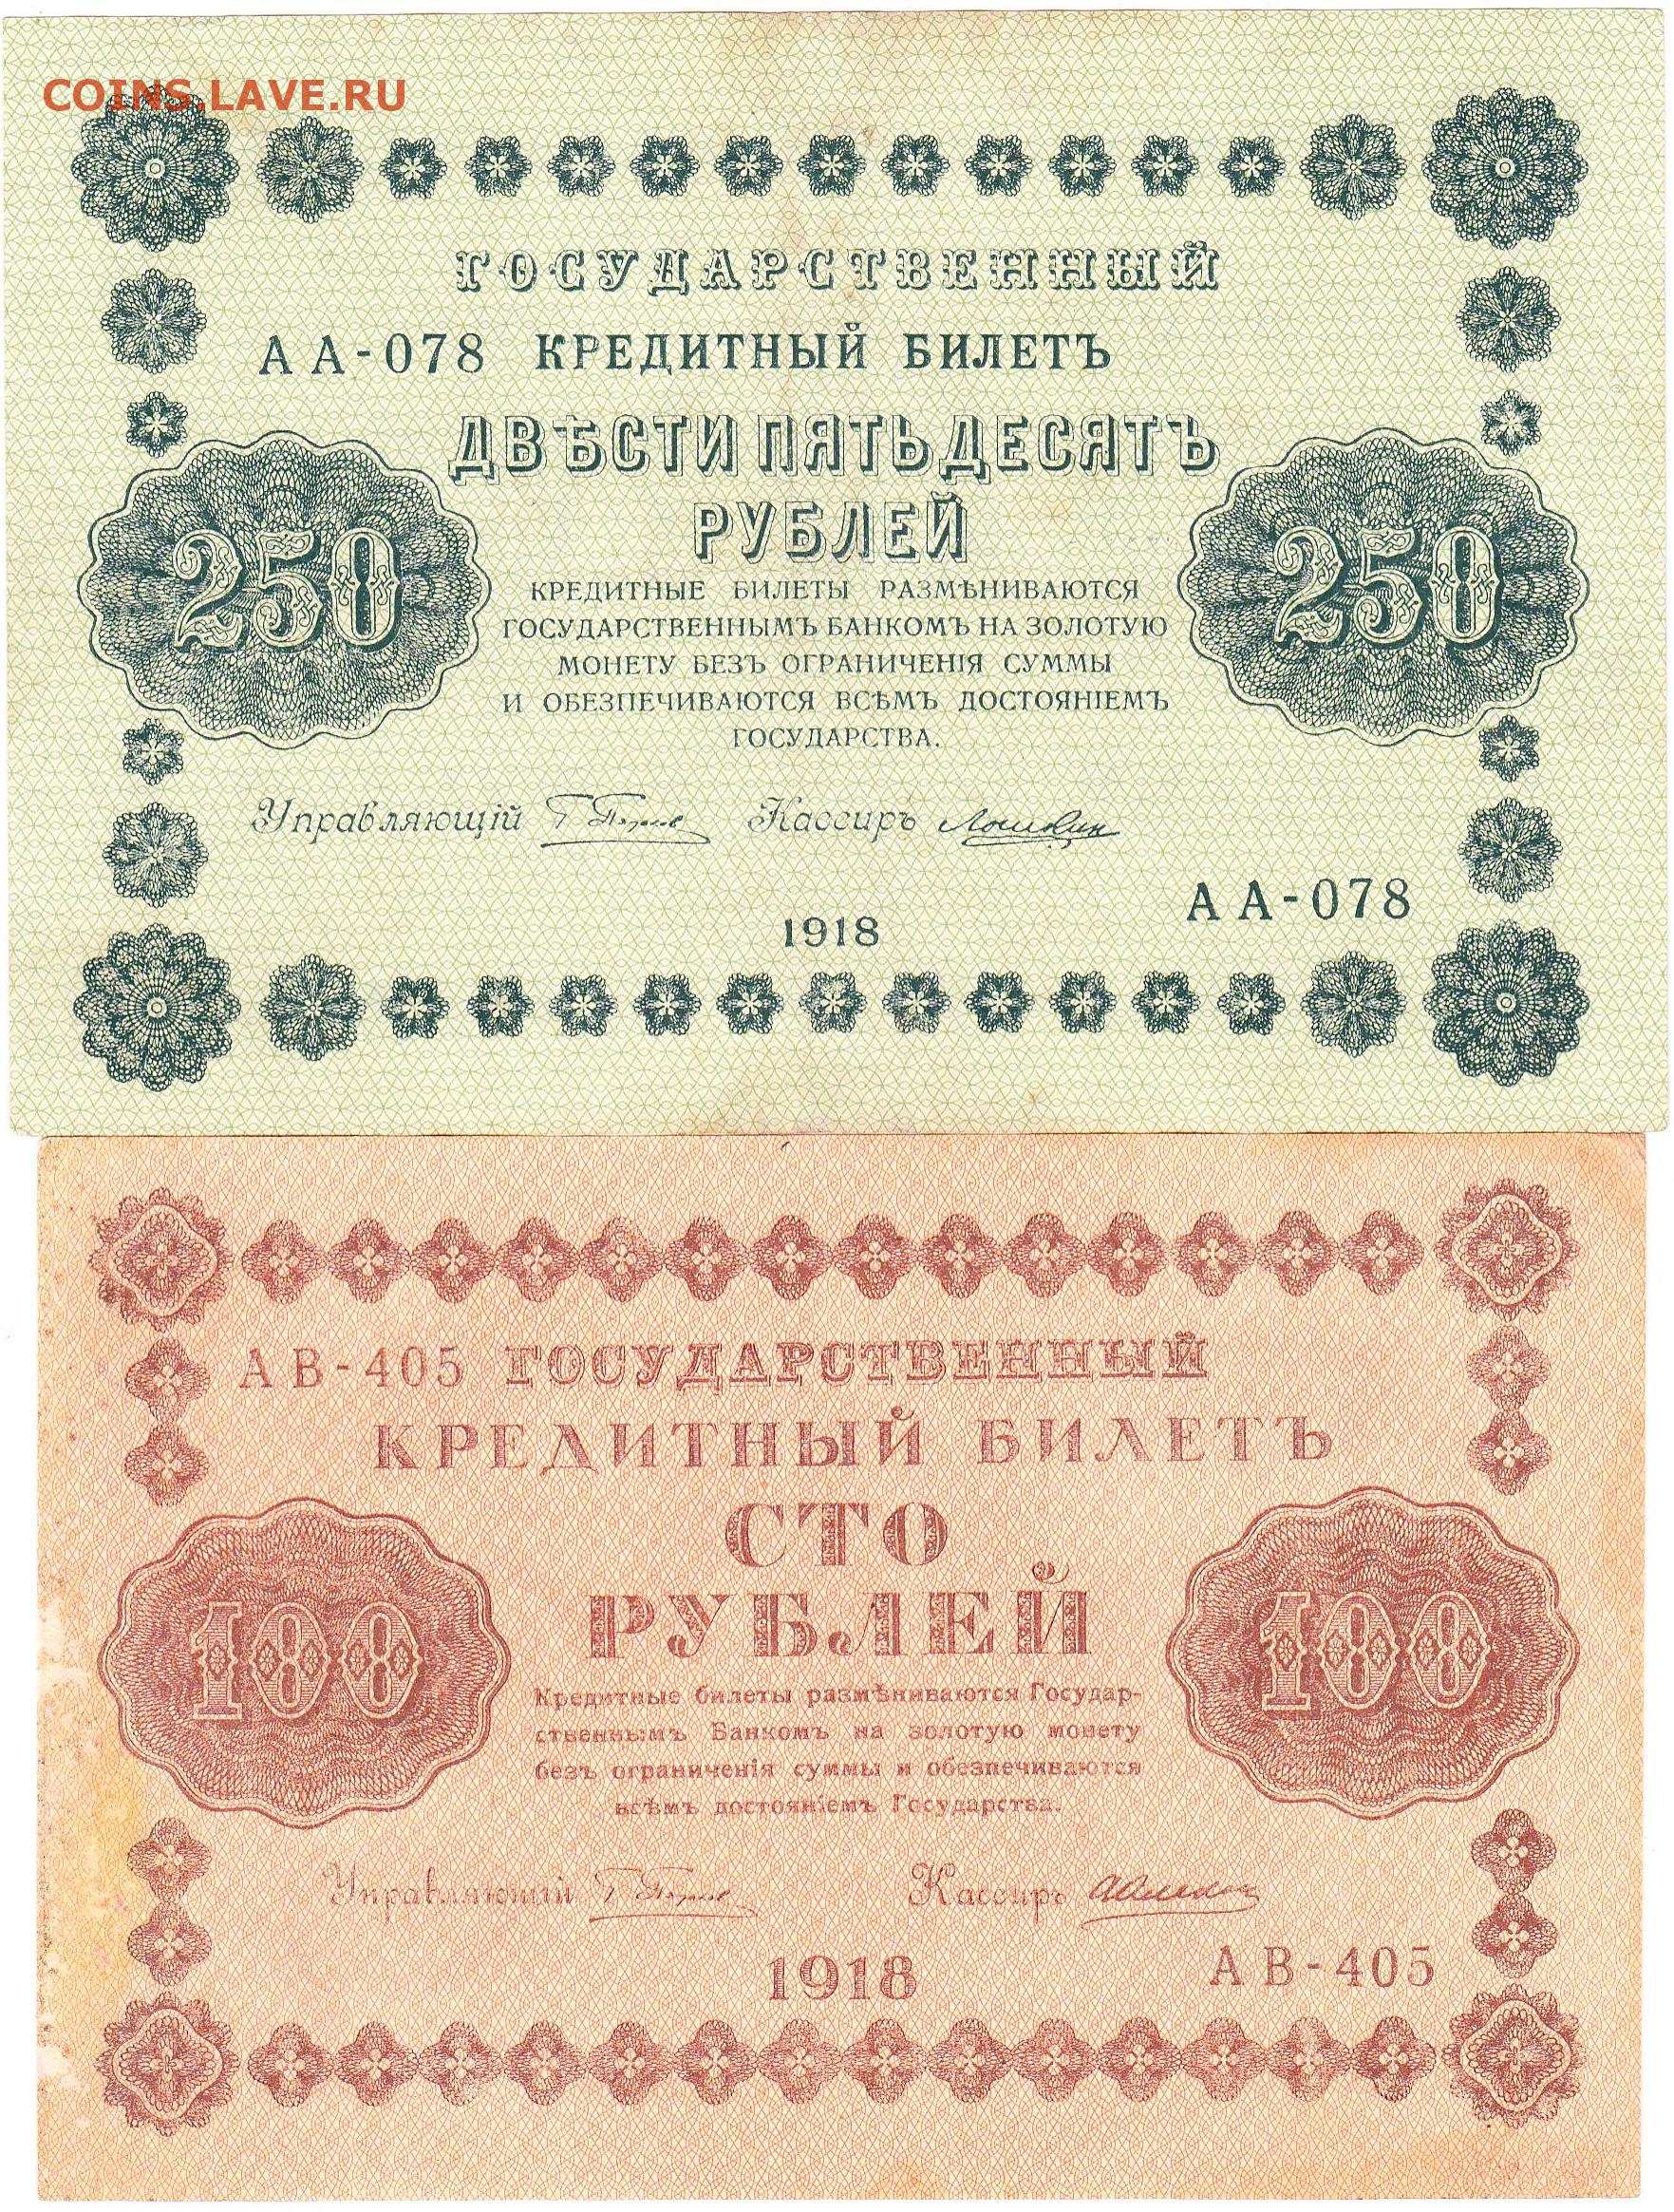 COINS.LAVE.RU
ГОСУДАРСТВЕННЫЙ
АА-078 КРЕДИТНЫЙ БИЛЕТЪ
ДВѢСТИ ПЯТЬДЕСЯТЪ
РУБЛЕЙ
250 250
КРЕДИТНЫЕ БИЛЕТЫ РАЗМѢНИВАЮТСЯ
ГОСУДАРСТВЕННЫМЪ БАНКОМЪ НА ЗОЛОТУЮ
МОНЕТУ БЕЗЪ ОГРАНИЧЕНІЯ СУММЫ
И ОБЕЗПЕЧИВАЮТСЯ ВСѢМЪ ДОСТОЯНІЕМЪ
ГОСУДАРСТВА.
Управляющій Кассиръ
АА-078
1918
АВ-405 ГОСУДАРСТВЕННЫЙ
КРЕДИТНЫЙ БИЛЕТЪ
СТО
РУБЛЕЙ
100 100
Кредитные билеты размѣниваются Государ-
ственнымъ Банкомъ на золотую монету
безъ ограниченія суммы и обезпечиваются
всѣмъ достояніемъ Государства.
Управляющій Кассиръ
1918 АВ-405